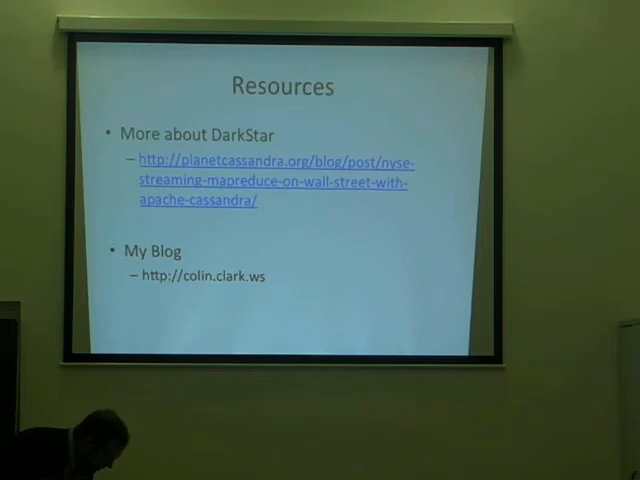 Resources
• More about DarkStar
– http://planetcassandra.org/blog/post/nyse-
streaming-mapreduce-on-wall-street-with-
apache-cassandra/
• My Blog
– http://colin.clark.ws